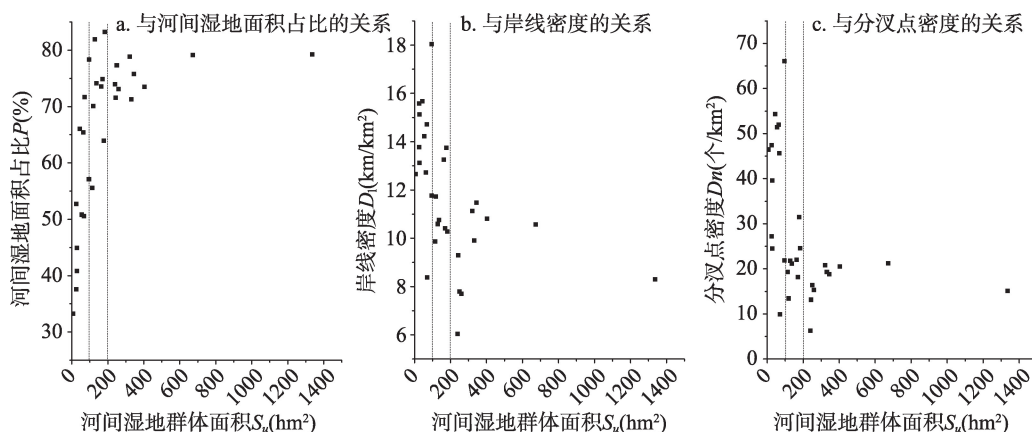 a. 与河间湿地面积占比的关系
80
70
60
50
40
30
河间湿地面积占比P(%)
0 200 400 600 800 1000 1200 1400
河间湿地群体面积Su(hm²)
b. 与岸线密度的关系
18
16
14
12
10
8
6
岸线密度Dl(km/km²)
0 200 400 600 800 1000 1200 1400
河间湿地群体面积Su(hm²)
c. 与分汊点密度的关系
70
60
50
40
30
20
10
0
分汊点密度Dn(个/km²)
0 200 400 600 800 1000 1200 1400
河间湿地群体面积Su(hm²)